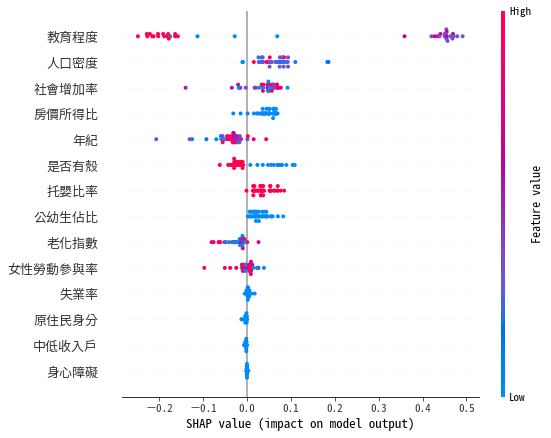 High
教育程度
人口密度
社會增加率
房價所得比
年紀
是否有殼
托嬰比率
公幼生佔比
老化指數
女性勞動參與率
失業率
原住民身分
中低收入戶
身心障礙
Feature value
Low
−0.2 −0.1 0.0 0.1 0.2 0.3 0.4 0.5
SHAP value (impact on model output)